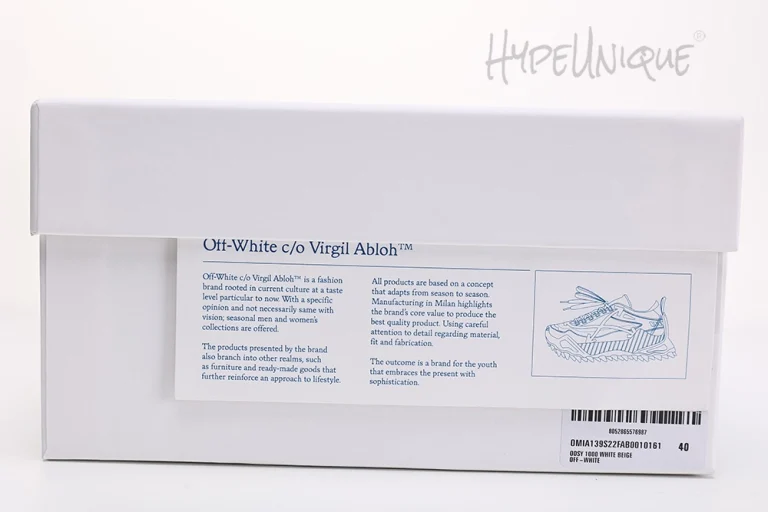 HYPEUNIQUE®
Off-White c/o Virgil Abloh™
Off-White c/o Virgil Abloh™ is a fashion
brand rooted in current culture at a taste
level particular to now. With a specific
opinion and not necessarily same with
vision; seasonal men and women's
collections are offered.
The products presented by the brand
also branch into other realms, such
as furniture and ready-made goods that
further reinforce an approach to lifestyle.
All products are based on a concept
that adapts from season to season.
Manufacturing in Milan highlights
the brand's core value to produce the
best quality product. Using careful
attention to detail regarding material,
fit and fabrication.
The outcome is a brand for the youth
that embraces the present with
sophistication.
8052865576987
OMIA139S22FAB0010161 40
ODSY 1000 WHITE BEIGE
OFF-WHITE